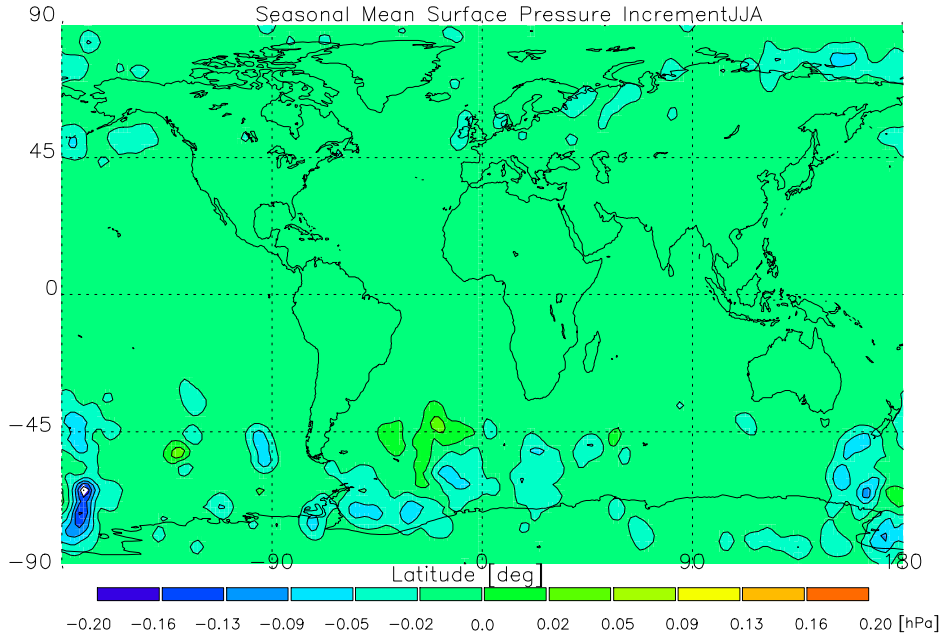 Seasonal Mean Surface Pressure IncrementJJA
90
45
0
−45
−90
−90 0 90 180
Latitude [deg]
−0.20 −0.16 −0.13 −0.09 −0.05 −0.02 0.0 0.02 0.05 0.09 0.13 0.16 0.20 [hPa]